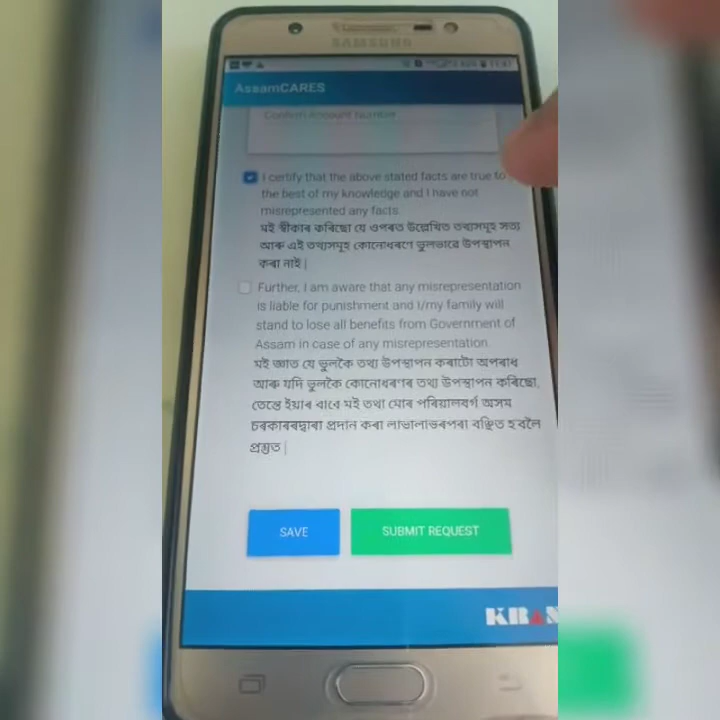 SAMSUNG
AssamCARES
Confirm Account Number
I certify that the above stated facts are true to
the best of my knowledge and I have not
misrepresented any facts.
মই স্বীকাৰ কৰিছো যে ওপৰত উল্লেখিত তথ্যসমূহ সত্য
আৰু এই তথ্যসমূহ কোনোধৰণে ভুলভাৱে উপস্থাপন
কৰা নাই |
Further, I am aware that any misrepresentation
is liable for punishment and I/my family will
stand to lose all benefits from Government of
Assam in case of any misrepresentation.
মই জ্ঞাত যে ভুলকৈ তথ্য উপস্থাপন কৰাটো অপৰাধ
আৰু যদি ভুলকৈ কোনোধৰণৰ তথ্য উপস্থাপন কৰিছো,
তেন্তে ইয়াৰ বাবে মই তথা মোৰ পৰিয়ালবৰ্গ অসম
চৰকাৰৰদ্বাৰা প্ৰদান কৰা লাভালাভৰপৰা বঞ্ছিত হ'বলৈ
প্ৰস্তুত |
SAVE
SUBMIT REQUEST